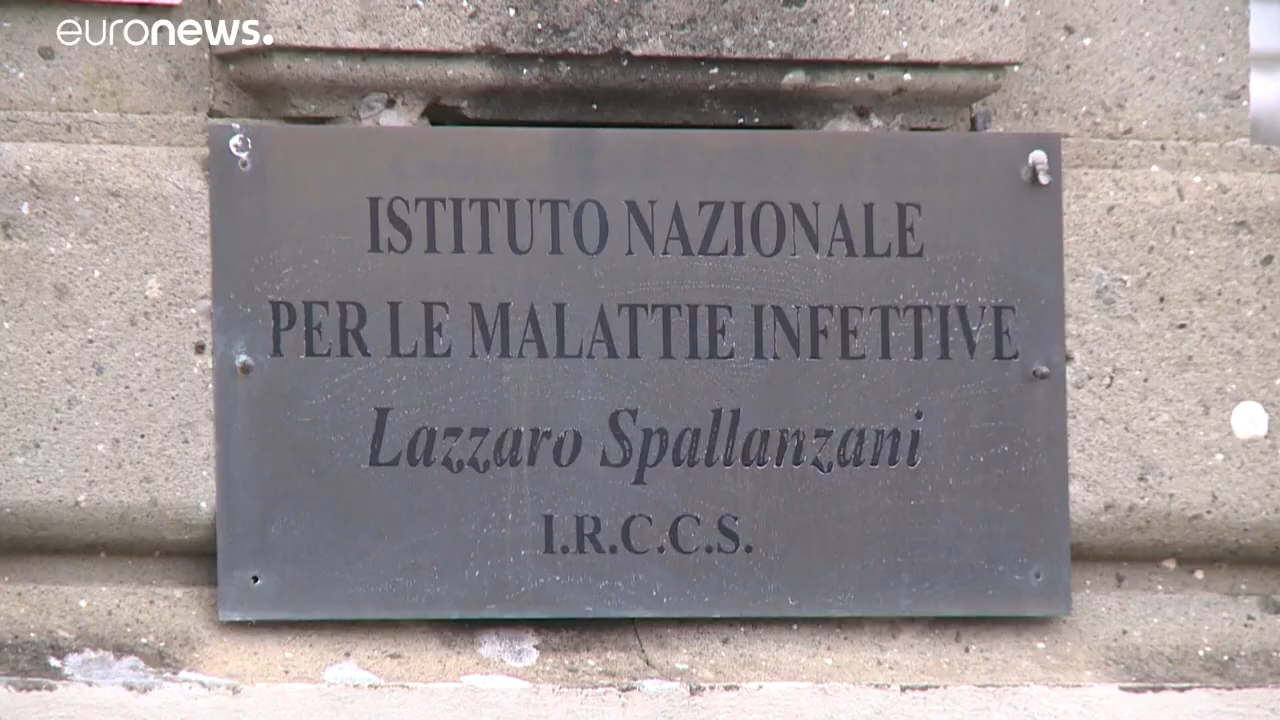 euronews.
ISTITUTO NAZIONALE
PER LE MALATTIE INFETTIVE
Lazzaro Spallanzani
I.R.C.C.S.